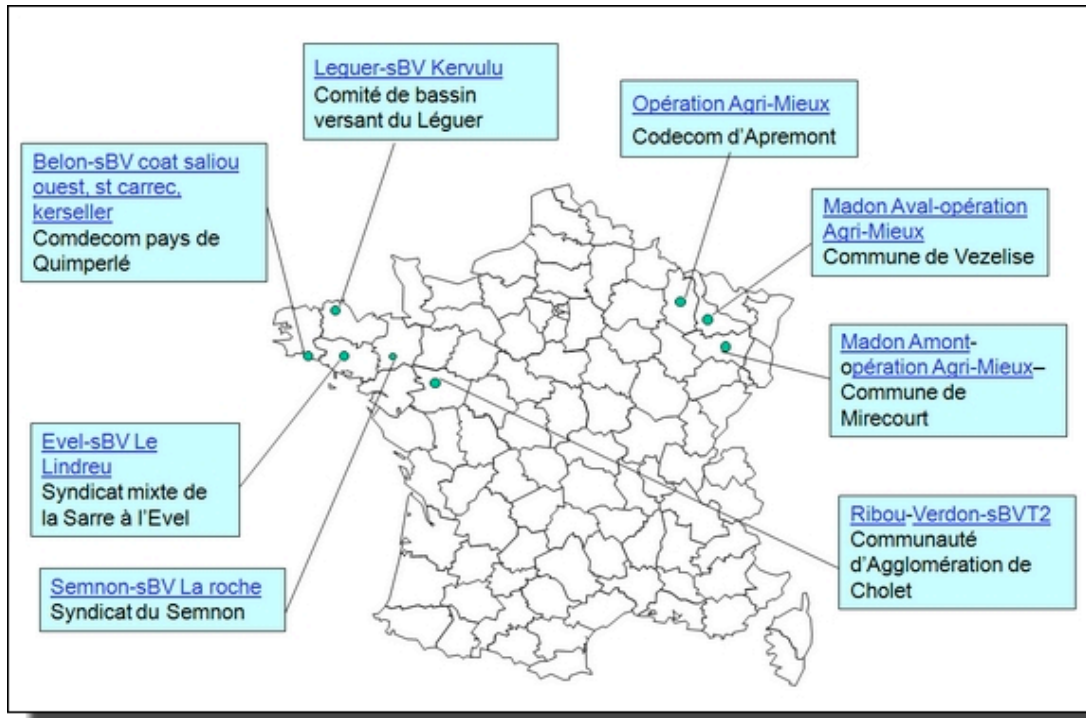 Leguer-sBV Kervulu
Comité de bassin
versant du Léguer
Opération Agri-Mieux
Codecom d'Apremont
Belon-sBV coat saliou
ouest, st carrec,
kerseller
Comdecom pays de
Quimperlé
Madon Aval-opération
Agri-Mieux
Commune de Vezelise
Madon Amont-
opération Agri-Mieux–
Commune de
Mirecourt
Evel-sBV Le
Lindreu
Syndicat mixte de
la Sarre à l'Evel
Ribou-Verdon-sBVT2
Communauté
d'Agglomération de
Cholet
Semnon-sBV La roche
Syndicat du Semnon